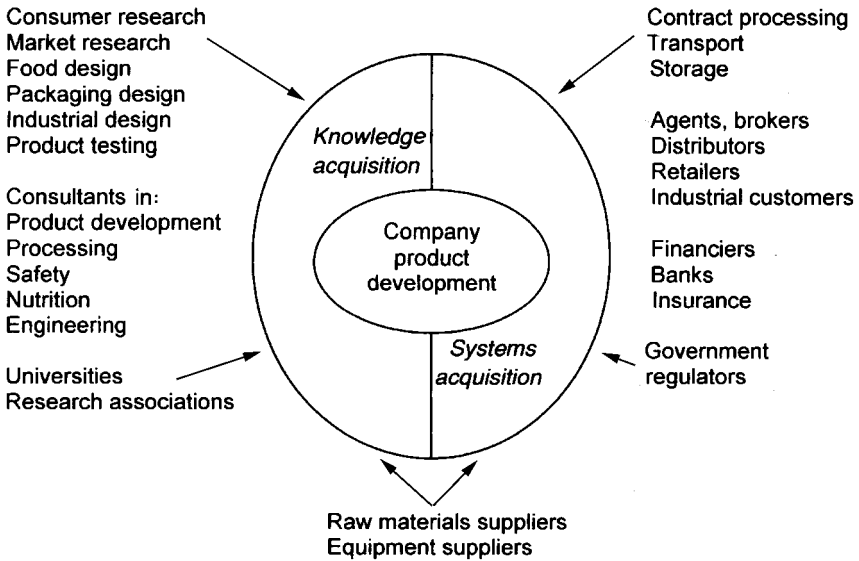 Consumer research
Market research
Food design
Packaging design
Industrial design
Product testing
Consultants in:
Product development
Processing
Safety
Nutrition
Engineering
Universities
Research associations
Knowledge
acquisition
Company
product
development
Systems
acquisition
Contract processing
Transport
Storage
Agents, brokers
Distributors
Retailers
Industrial customers
Financiers
Banks
Insurance
Government
regulators
Raw materials suppliers
Equipment suppliers